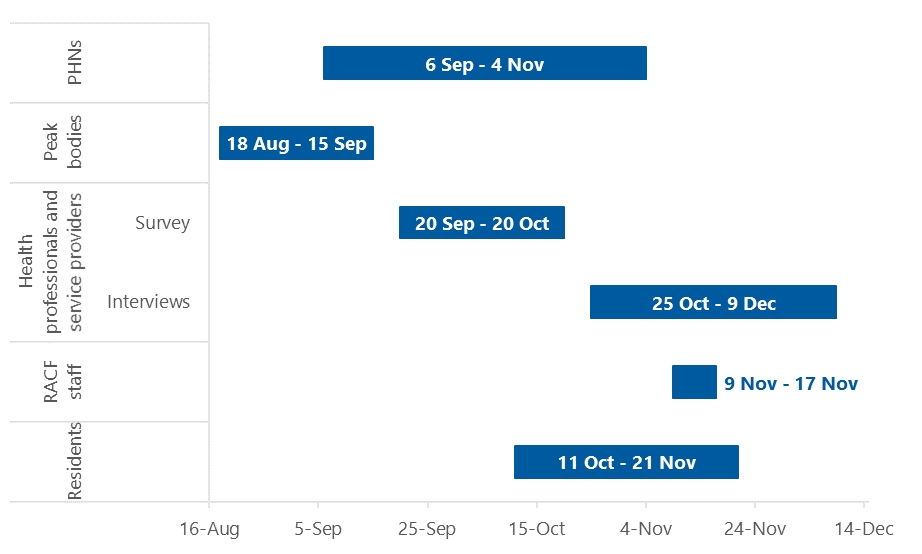 PHNs
6 Sep - 4 Nov
Peak
bodies
18 Aug - 15 Sep
Health
professionals and
service providers
Survey
20 Sep - 20 Oct
Interviews
25 Oct - 9 Dec
RACF
staff
9 Nov - 17 Nov
Residents
11 Oct - 21 Nov
16-Aug 5-Sep 25-Sep 15-Oct 4-Nov 24-Nov 14-Dec